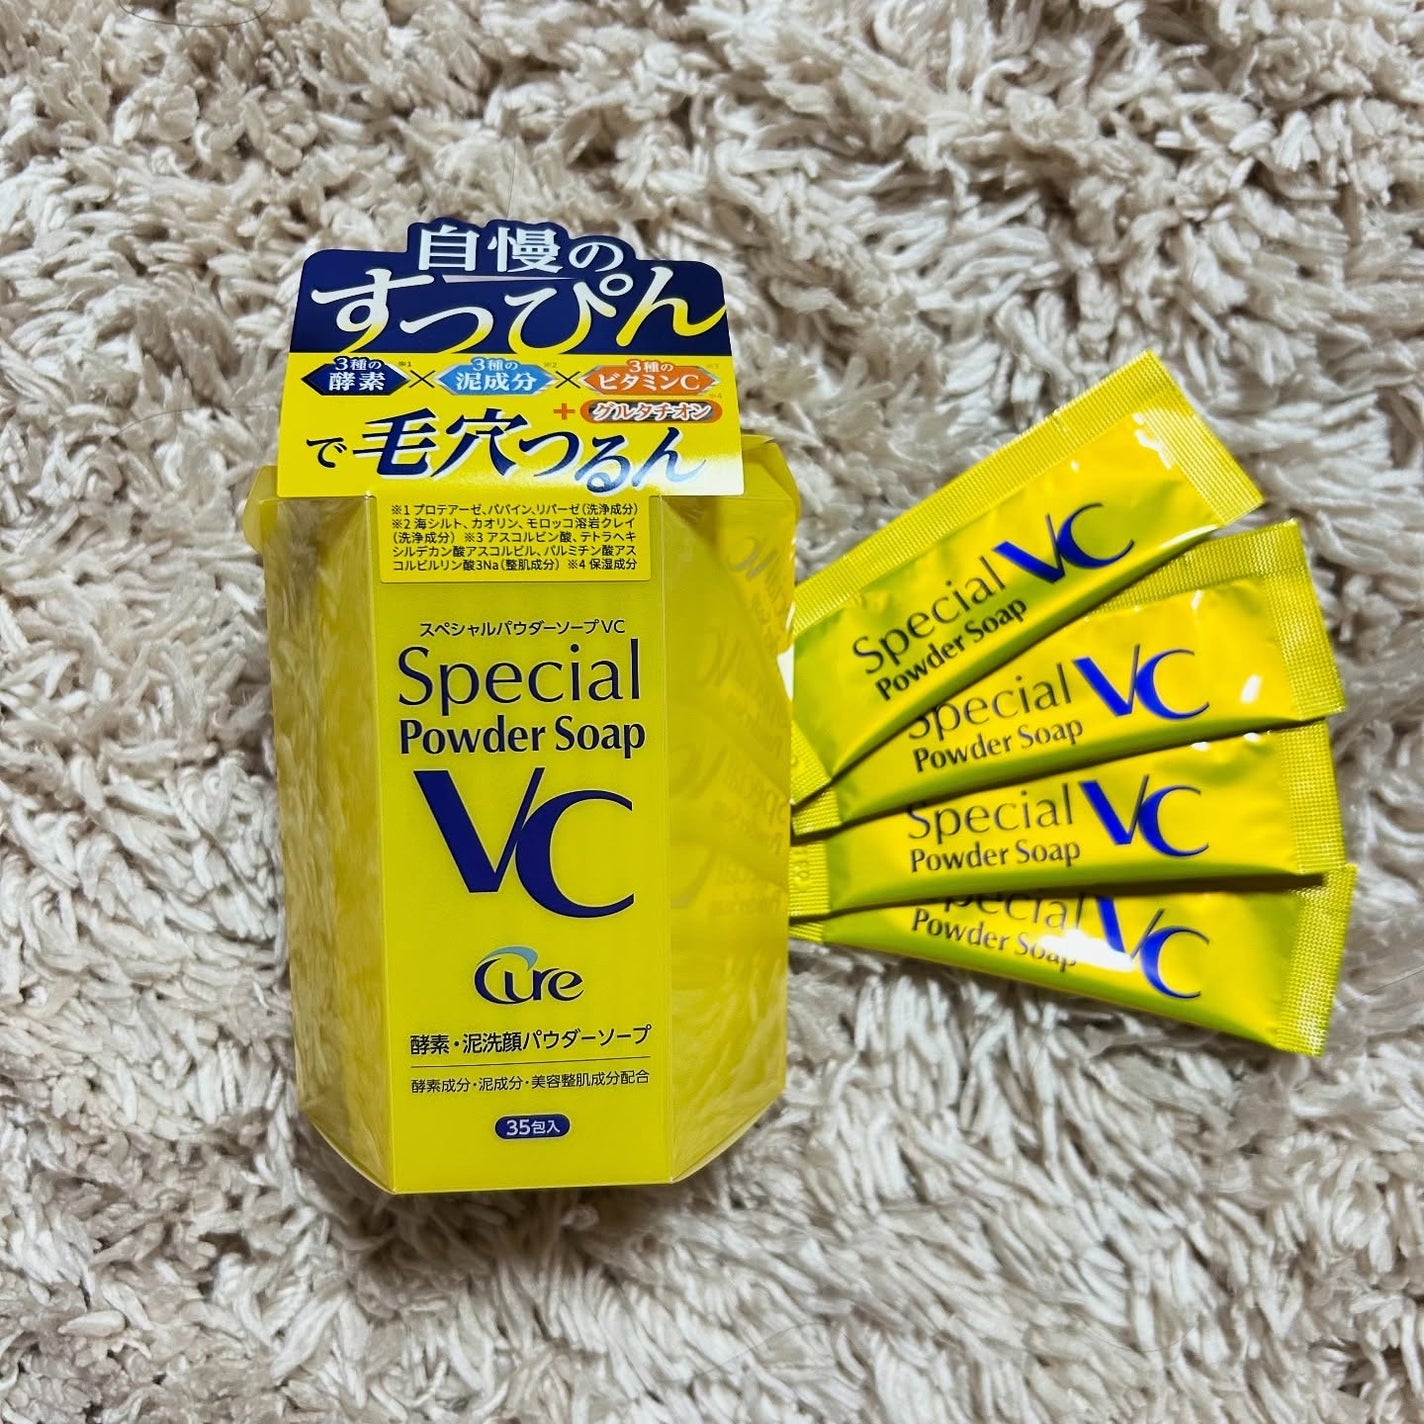 自慢の
すっぴん
3種の酵素※1×3種の泥成分※2×3種のビタミンC※3
+グルタチオン※4
で毛穴つるん
※1 プロテアーゼ、パパイン、リパーゼ(洗浄成分)
※2 海シルト、カオリン、モロッコ溶岩クレイ
(洗浄成分) ※3 アスコルビン酸、テトラヘキ
シルデカン酸アスコルビル、パルミチン酸アス
コルビルリン酸3Na(整肌成分) ※4 保湿成分
スペシャルパウダーソープVC
Special
Powder Soap
VC
Cure
酵素・泥洗顔パウダーソープ
酵素成分・泥成分・美容整肌成分配合
35包入
Special VC
Powder Soap
Special VC
Powder Soap
Special VC
Powder Soap
Special VC
Powder Soap